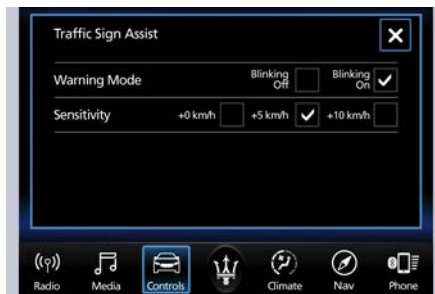 Traffic Sign Assist
Warning Mode Blinking Off Blinking On
Sensitivity +0 km/h +5 km/h +10 km/h
Radio Media Controls Climate Nav Phone